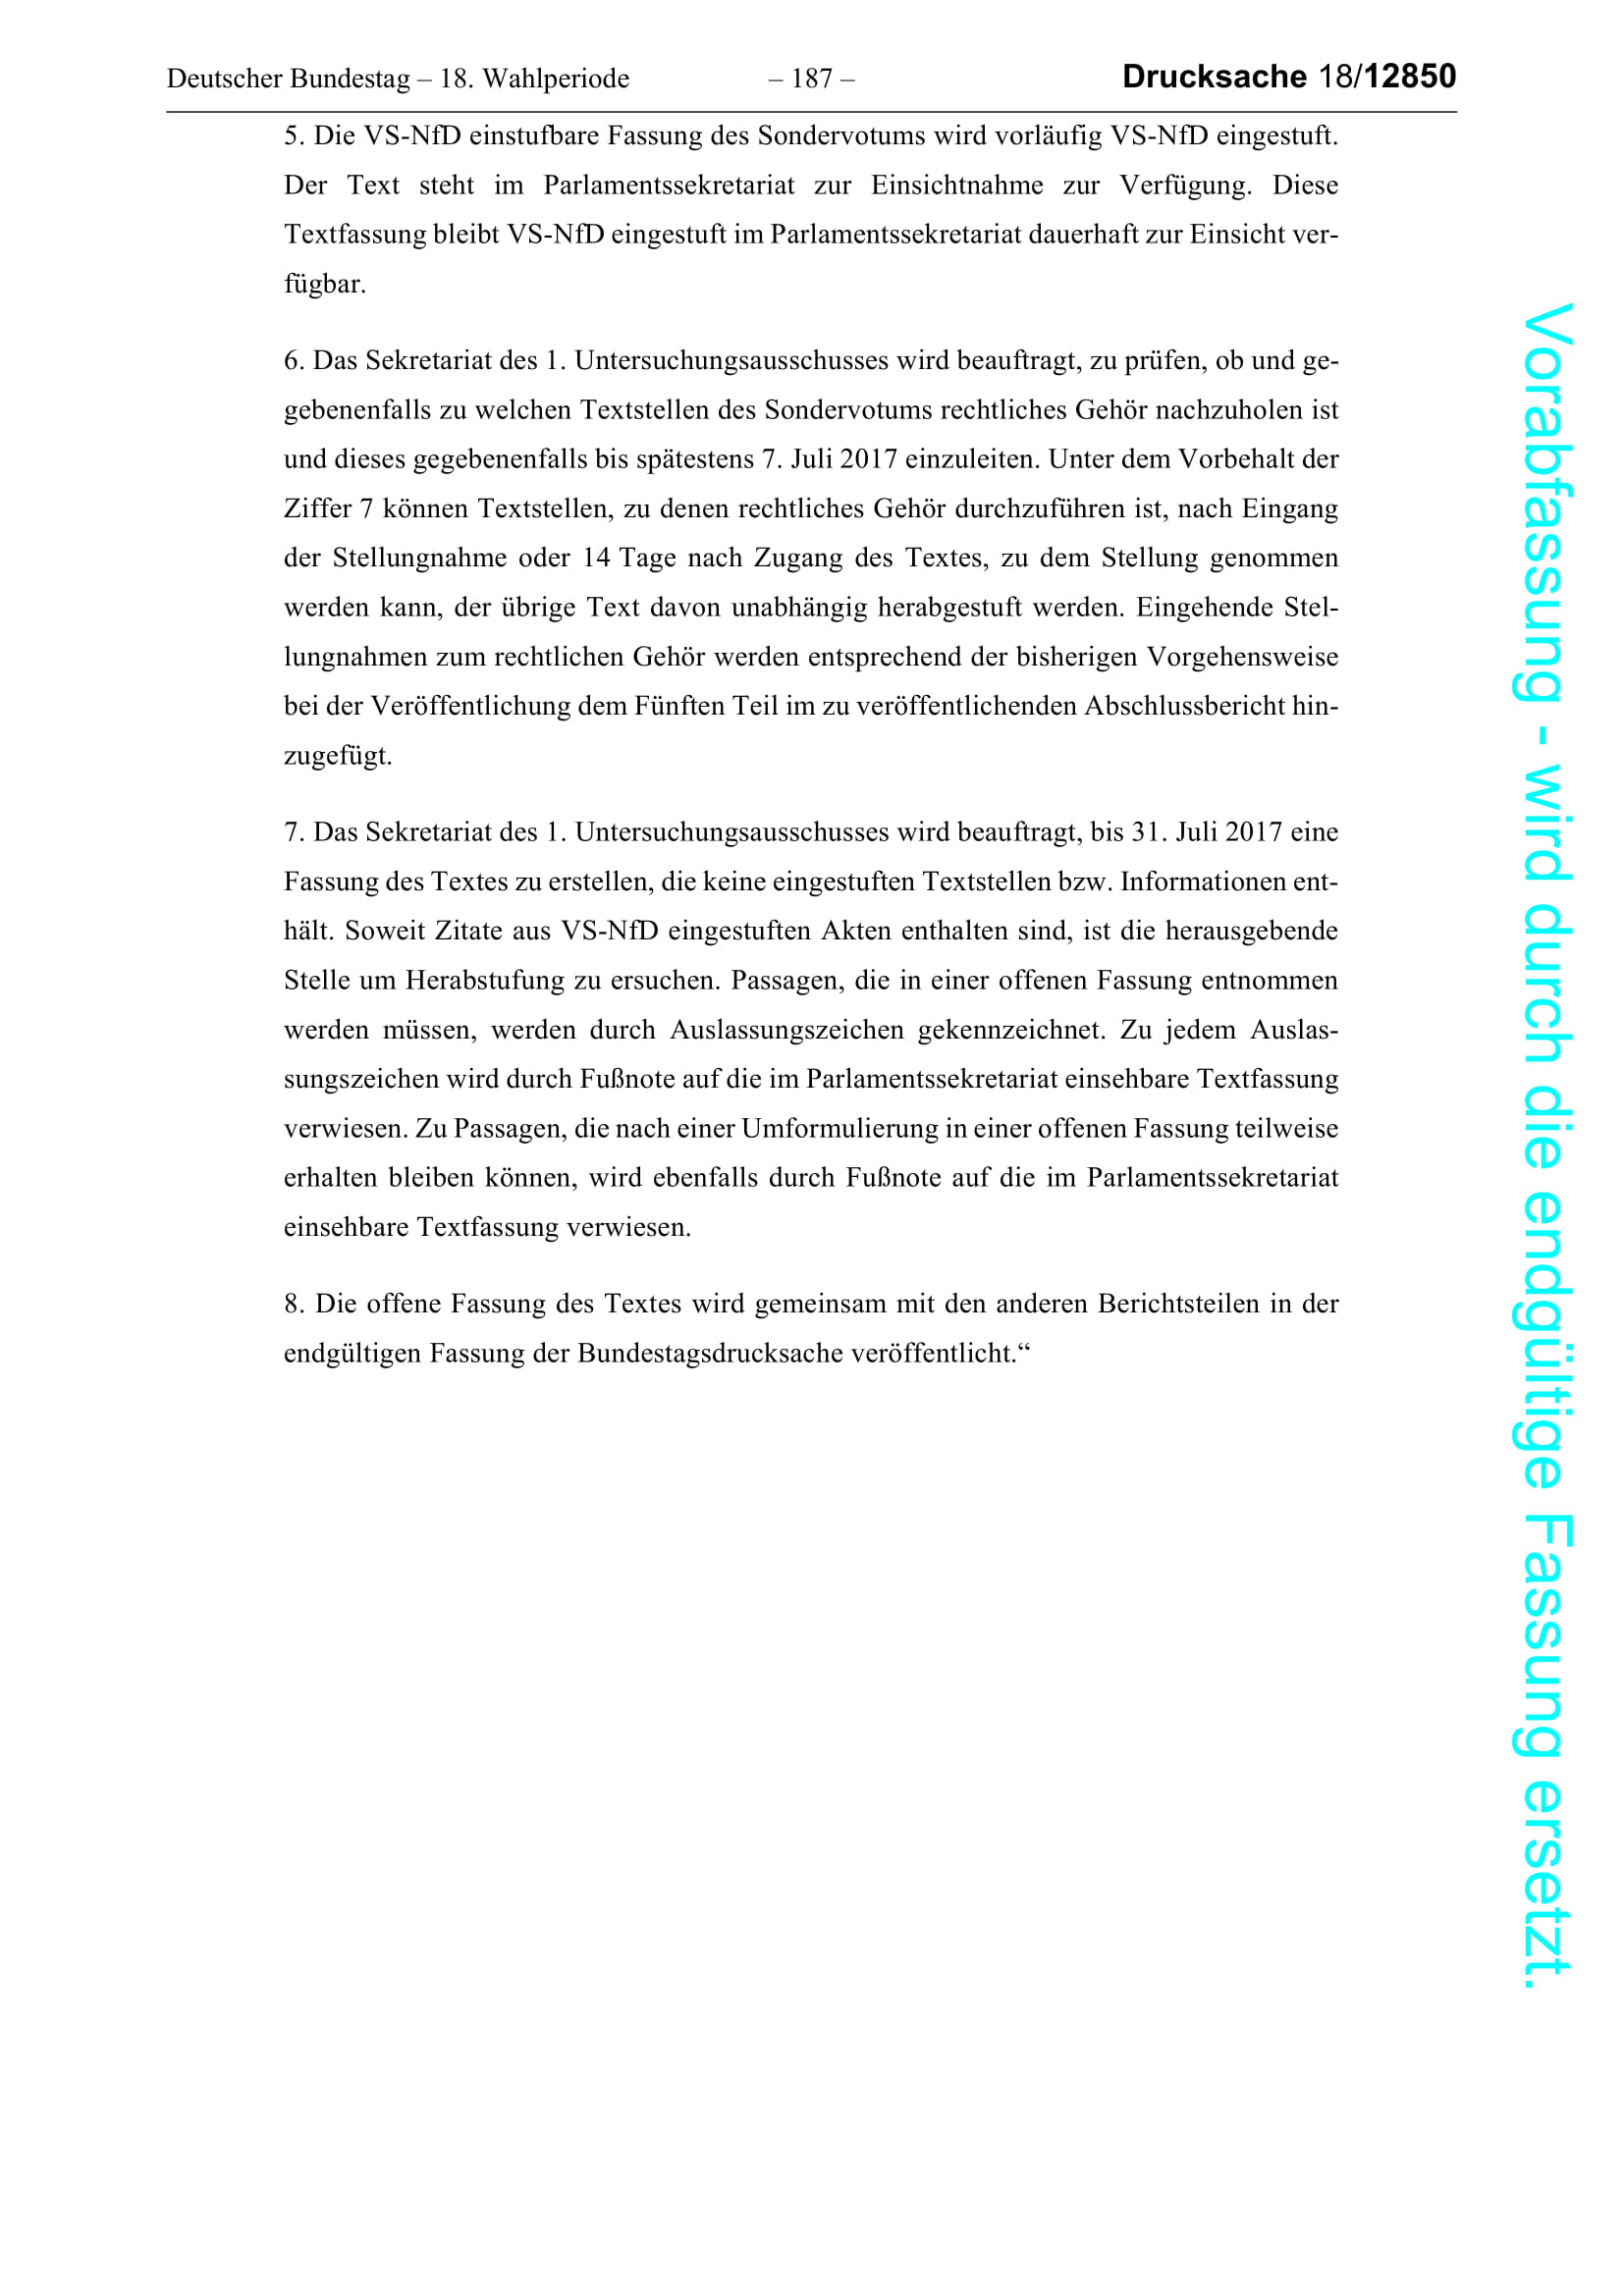 Deutscher Bundestag – 18. Wahlperiode – 187 – Drucksache 18/12850
5. Die VS-NfD einstufbare Fassung des Sondervotums wird vorläufig VS-NfD eingestuft.
Der Text steht im Parlamentssekretariat zur Einsichtnahme zur Verfügung. Diese
Textfassung bleibt VS-NfD eingestuft im Parlamentssekretariat dauerhaft zur Einsicht ver-
fügbar.
6. Das Sekretariat des 1. Untersuchungsausschusses wird beauftragt, zu prüfen, ob und ge-
gebenenfalls zu welchen Textstellen des Sondervotums rechtliches Gehör nachzuholen ist
und dieses gegebenenfalls bis spätestens 7. Juli 2017 einzuleiten. Unter dem Vorbehalt der
Ziffer 7 können Textstellen, zu denen rechtliches Gehör durchzuführen ist, nach Eingang
der Stellungnahme oder 14 Tage nach Zugang des Textes, zu dem Stellung genommen
werden kann, der übrige Text davon unabhängig herabgestuft werden. Eingehende Stel-
lungnahmen zum rechtlichen Gehör werden entsprechend der bisherigen Vorgehensweise
bei der Veröffentlichung dem Fünften Teil im zu veröffentlichenden Abschlussbericht hin-
zugefügt.
7. Das Sekretariat des 1. Untersuchungsausschusses wird beauftragt, bis 31. Juli 2017 eine
Fassung des Textes zu erstellen, die keine eingestuften Textstellen bzw. Informationen ent-
hält. Soweit Zitate aus VS-NfD eingestuften Akten enthalten sind, ist die herausgebende
Stelle um Herabstufung zu ersuchen. Passagen, die in einer offenen Fassung entnommen
werden müssen, werden durch Auslassungszeichen gekennzeichnet. Zu jedem Auslas-
sungszeichen wird durch Fußnote auf die im Parlamentssekretariat einsehbare Textfassung
verwiesen. Zu Passagen, die nach einer Umformulierung in einer offenen Fassung teilweise
erhalten bleiben können, wird ebenfalls durch Fußnote auf die im Parlamentssekretariat
einsehbare Textfassung verwiesen.
8. Die offene Fassung des Textes wird gemeinsam mit den anderen Berichtsteilen in der
endgültigen Fassung der Bundestagsdrucksache veröffentlicht.“
Vorabfassung - wird durch die endgültige Fassung ersetzt.